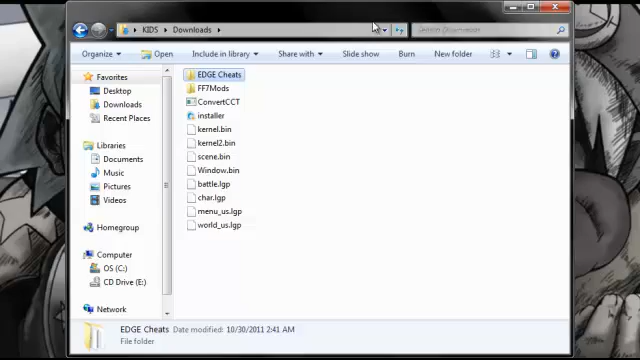 KIDS Downloads
Search Downloads
Organize Open Include in library Share with Slide show Burn New folder
Favorites
Desktop
Downloads
Recent Places
Libraries
Documents
Music
Pictures
Videos
Homegroup
Computer
OS (C:)
CD Drive (E:)
Network
EDGE Cheats
FF7Mods
ConvertCCT
installer
kernel.bin
kernel2.bin
scene.bin
Window.bin
battle.lgp
char.lgp
menu_us.lgp
world_us.lgp
EDGE Cheats Date modified: 10/30/2011 2:41 AM
File folder